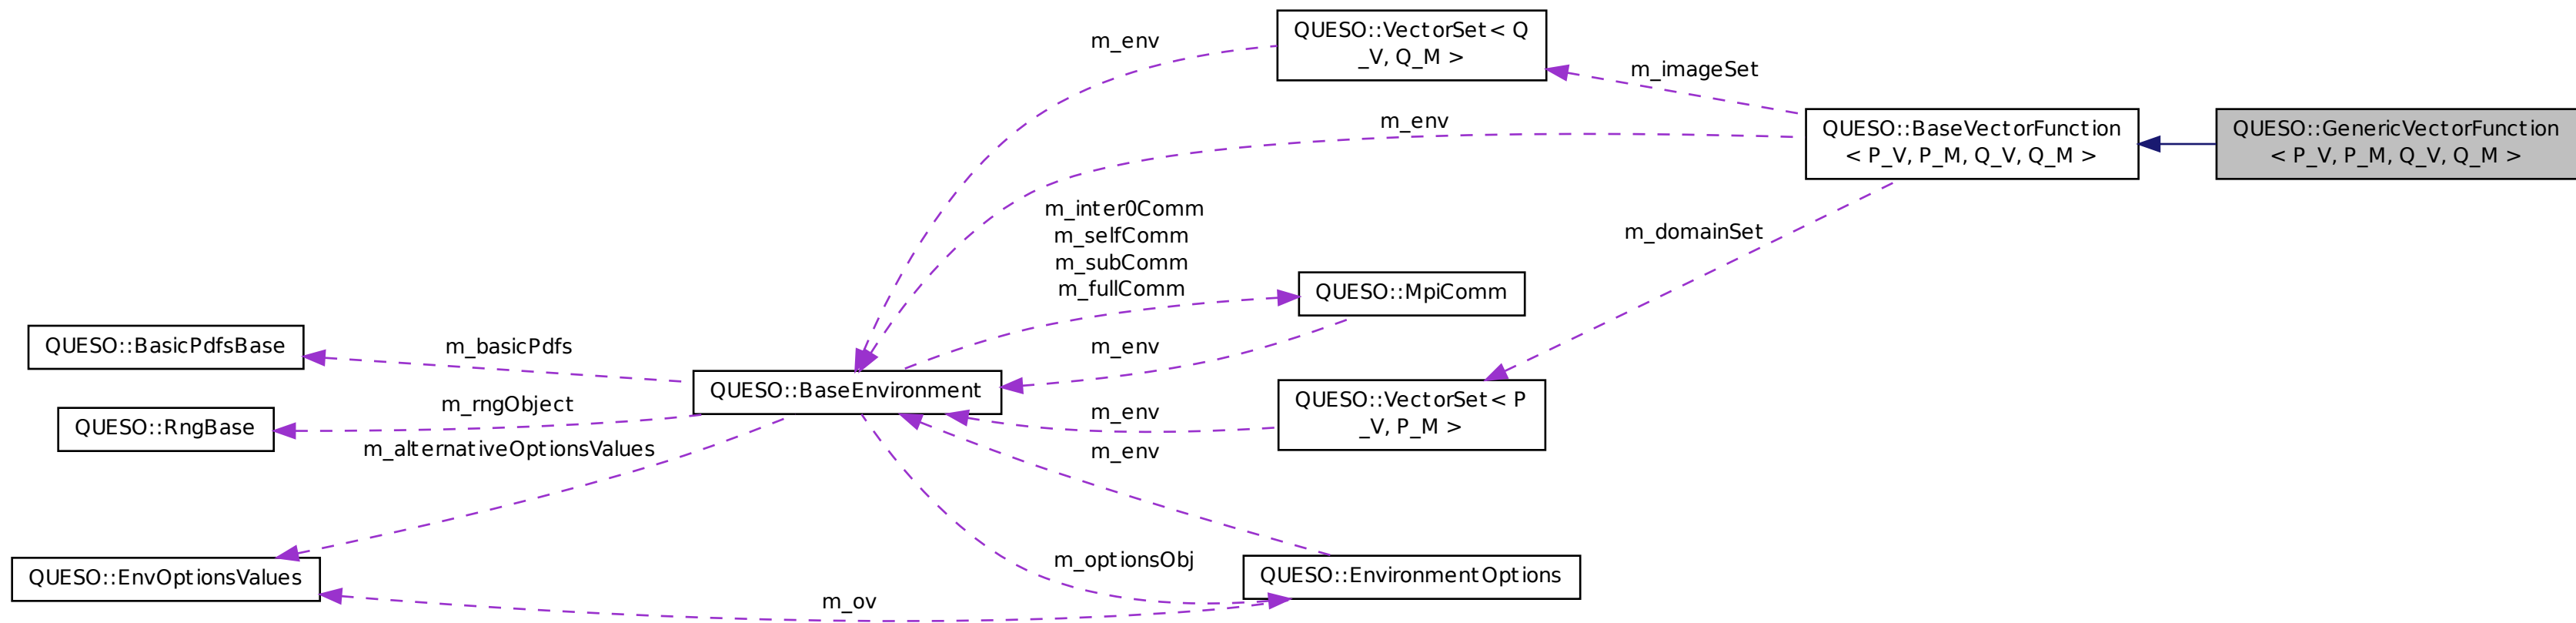 QUESO::VectorSet< Q
_V, Q_M >
m_env
m_imageSet
m_env
QUESO::BaseVectorFunction
< P_V, P_M, Q_V, Q_M >
QUESO::GenericVectorFunction
< P_V, P_M, Q_V, Q_M >
m_inter0Comm
m_selfComm
m_subComm
m_fullComm
m_domainSet
QUESO::MpiComm
QUESO::BasicPdfsBase
m_basicPdfs
m_env
QUESO::BaseEnvironment
QUESO::VectorSet< P
_V, P_M >
m_rngObject
m_env
QUESO::RngBase
m_alternativeOptionsValues
m_env
m_optionsObj
QUESO::EnvOptionsValues
QUESO::EnvironmentOptions
m_ov